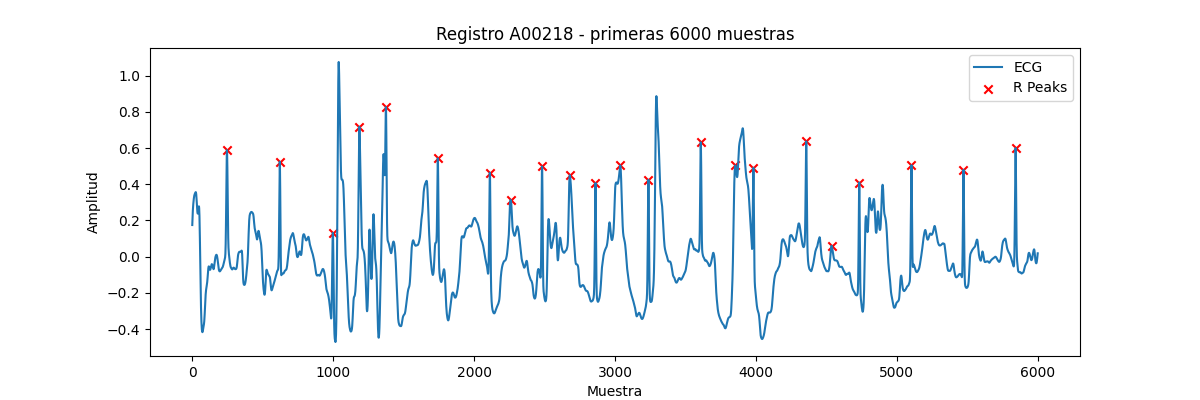 Registro A00218 - primeras 6000 muestras
ECG
R Peaks
Amplitud
1.0
0.8
0.6
0.4
0.2
0.0
−0.2
−0.4
0 1000 2000 3000 4000 5000 6000
Muestra